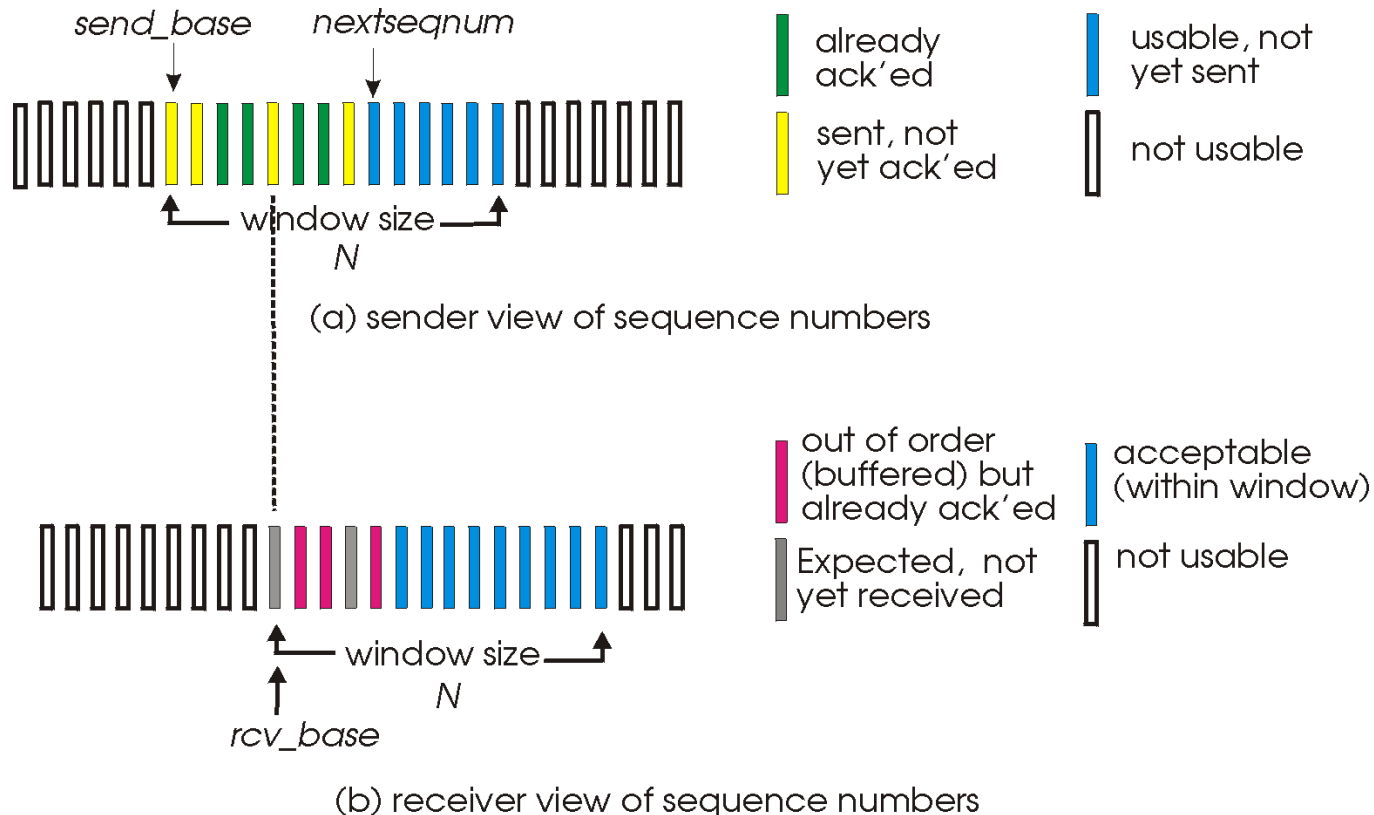 send_base
nextseqnum
already
ack'ed
usable, not
yet sent
sent, not
yet ack'ed
not usable
window size
N
(a) sender view of sequence numbers
out of order
(buffered) but
already ack'ed
acceptable
(within window)
Expected, not
yet received
not usable
window size
N
rcv_base
(b) receiver view of sequence numbers